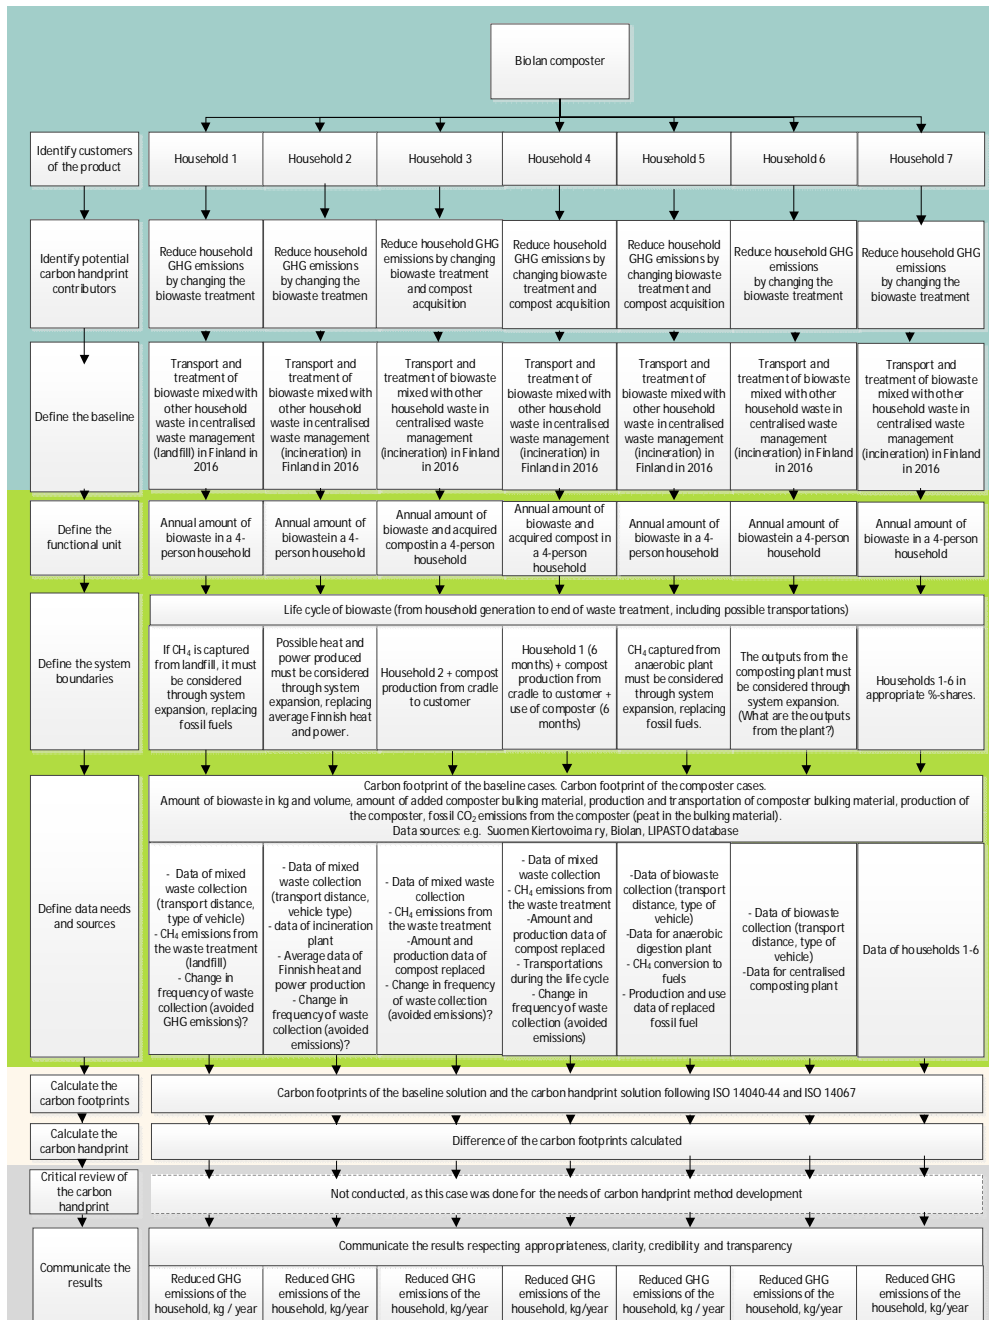 Biolan composter
Identify customers
of the product
Household 1
Household 2
Household 3
Household 4
Household 5
Household 6
Household 7
Identify potential
carbon handprint
contributors
Reduce household
GHG emissions
by changing the
biowaste treatment
Reduce household
GHG emissions
by changing the
biowaste treatmen
Reduce household GHG
emissions by changing
biowaste treatment
and compost
acquisition
Reduce household
GHG emissions by
changing biowaste
treatment and
compost acquisition
Reduce household
GHG emissions by
changing biowaste
treatment and
compost acquisition
Reduce household GHG
emissions
by changing the
biowaste treatment
Reduce household GHG
emissions
by changing the
biowaste treatment
Define the baseline
Transport and
treatment of
biowaste mixed with
other household
waste in centralised
waste management
(landfill) in Finland in
2016
Transport and
treatment of
biowaste mixed with
other household
waste in centralised
waste management
(incineration) in
Finland in 2016
Transport and
treatment of biowaste
mixed with other
household waste in
centralised waste
management
(incineration) in Finland
in 2016
Transport and
treatment of
biowaste mixed with
other household
waste in centralised
waste management
(incineration) in
Finland in 2016
Transport and
treatment of
biowaste mixed with
other household
waste in centralised
waste management
(incineration) in
Finland in 2016
Transport and
treatment of biowaste
mixed with other
household waste in
centralised waste
management
(incineration) in Finland
in 2016
Transport and
treatment of biowaste
mixed with other
household waste in
centralised waste
management
(incineration) in Finland
in 2016
Define the
functional unit
Annual amount of
biowaste in a 4-
person household
Annual amount of
biowaste in a 4-
person household
Annual amount of
biowaste and acquired
compost in a 4-person
household
Annual amount of
biowaste and
acquired compost in
a 4-person
household
Annual amount of
biowaste in a 4-
person household
Annual amount of
biowaste in a 4-person
household
Annual amount of
biowaste in a 4-person
household
Define the system
boundaries
Life cycle of biowaste (from household generation to end of waste treatment, including possible transportations)
If CH₄ is captured
from landfill, it must
be considered
through system
expansion, replacing
fossil fuels
Possible heat and
power produced
must be considered
through system
expansion, replacing
average Finnish heat
and power.
Household 2 + compost
production from cradle
to customer
Household 1 (6
months) + compost
production from
cradle to customer +
use of composter (6
months)
CH₄ captured from
anaerobic plant
must be considered
through system
expansion, replacing
fossil fuels.
The outputs from the
composting plant must
be considered through
system expansion.
(What are the outputs
from the plant?)
Households 1-6 in
appropriate %-shares.
Define data needs
and sources
Carbon footprint of the baseline cases. Carbon footprint of the composter cases.
Amount of biowaste in kg and volume, amount of added composter bulking material, production and transportation of composter bulking material, production of
the composter, fossil CO₂ emissions from the composter (peat in the bulking material).
Data sources: e.g. Suomen Kiertovoima ry, Biolan, LIPASTO database
- Data of mixed
waste collection
(transport distance,
type of vehicle)
- CH₄ emissions from
the waste treatment
(landfill)
- Change in
frequency of waste
collection (avoided
GHG emissions)?
- Data of mixed
waste collection
(transport distance,
vehicle type)
- data of incineration
plant
- Average data of
Finnish heat and
power production
- Change in
frequency of waste
collection (avoided
emissions)?
- Data of mixed waste
collection
- CH₄ emissions from
the waste treatment
-Amount and
production data of
compost replaced
- Change in frequency
of waste collection
(avoided emissions)?
- Data of mixed
waste collection
- CH₄ emissions from
the waste treatment
-Amount and
production data of
compost replaced
- Transportations
during the life cycle
- Change in
frequency of waste
collection (avoided
emissions)
-Data of biowaste
collection (transport
distance, type of
vehicle)
-Data for anaerobic
digestion plant
- CH₄ conversion to
fuels
- Production and use
data of replaced
fossil fuel
- Data of biowaste
collection (transport
distance, type of
vehicle)
-Data for centralised
composting plant
Data of households 1-6
Calculate the
carbon footprints
Carbon footprints of the baseline solution and the carbon handprint solution following ISO 14040-44 and ISO 14067
Calculate the
carbon handprint
Difference of the carbon footprints calculated
Critical review of
the carbon
handprint
Not conducted, as this case was done for the needs of carbon handprint method development
Communicate the
results
Communicate the results respecting appropriateness, clarity, credibility and transparency
Reduced GHG
emissions of the
household, kg / year
Reduced GHG
emissions of the
household, kg/year
Reduced GHG
emissions of the
household, kg/year
Reduced GHG
emissions of the
household, kg/year
Reduced GHG
emissions of the
household, kg / year
Reduced GHG
emissions of the
household, kg/year
Reduced GHG
emissions of the
household, kg/year